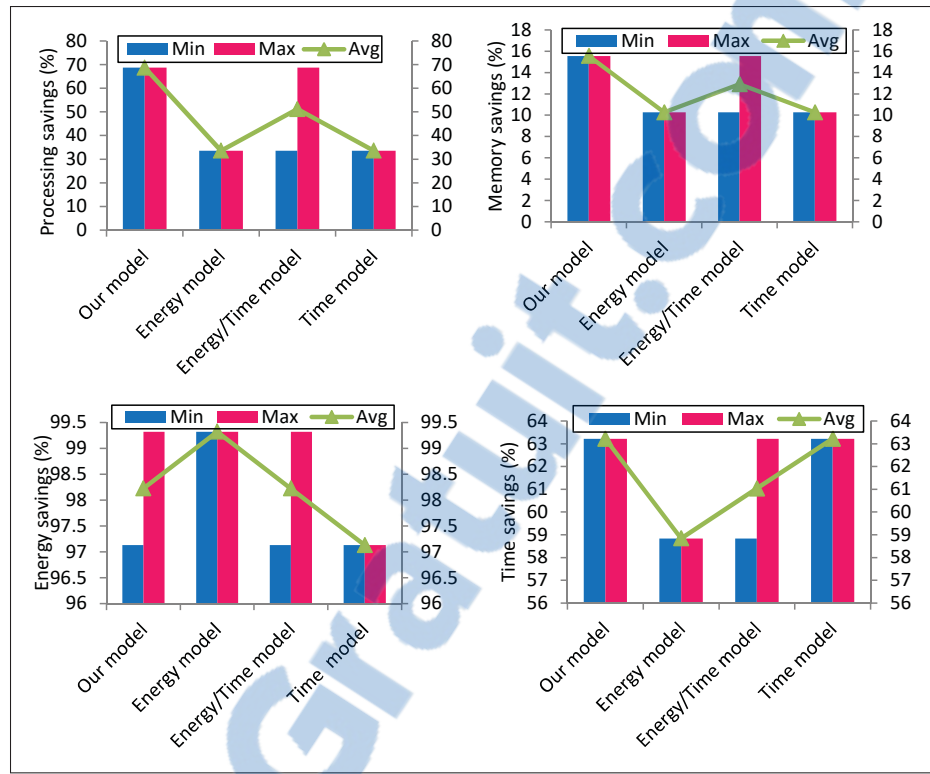 Min Max Avg
Processing savings (%)
80 70 60 50 40 30 20 10 0
80 70 60 50 40 30 20 10 0
Our model
Energy model
Energy/Time model
Time model
Min Max Avg
Memory savings (%)
18 16 14 12 10 8 6 4 2 0
18 16 14 12 10 8 6 4 2 0
Our model
Energy model
Energy/Time model
Time model
Min Max Avg
Energy savings (%)
99.5 99 98.5 98 97.5 97 96.5 96
99.5 99 98.5 98 97.5 97 96.5 96
Our model
Energy model
Energy/Time model
Time model
Min Max Avg
Time savings (%)
64 63 62 61 60 59 58 57 56
64 63 62 61 60 59 58 57 56
Our model
Energy model
Energy/Time model
Time model
Gratuit.com